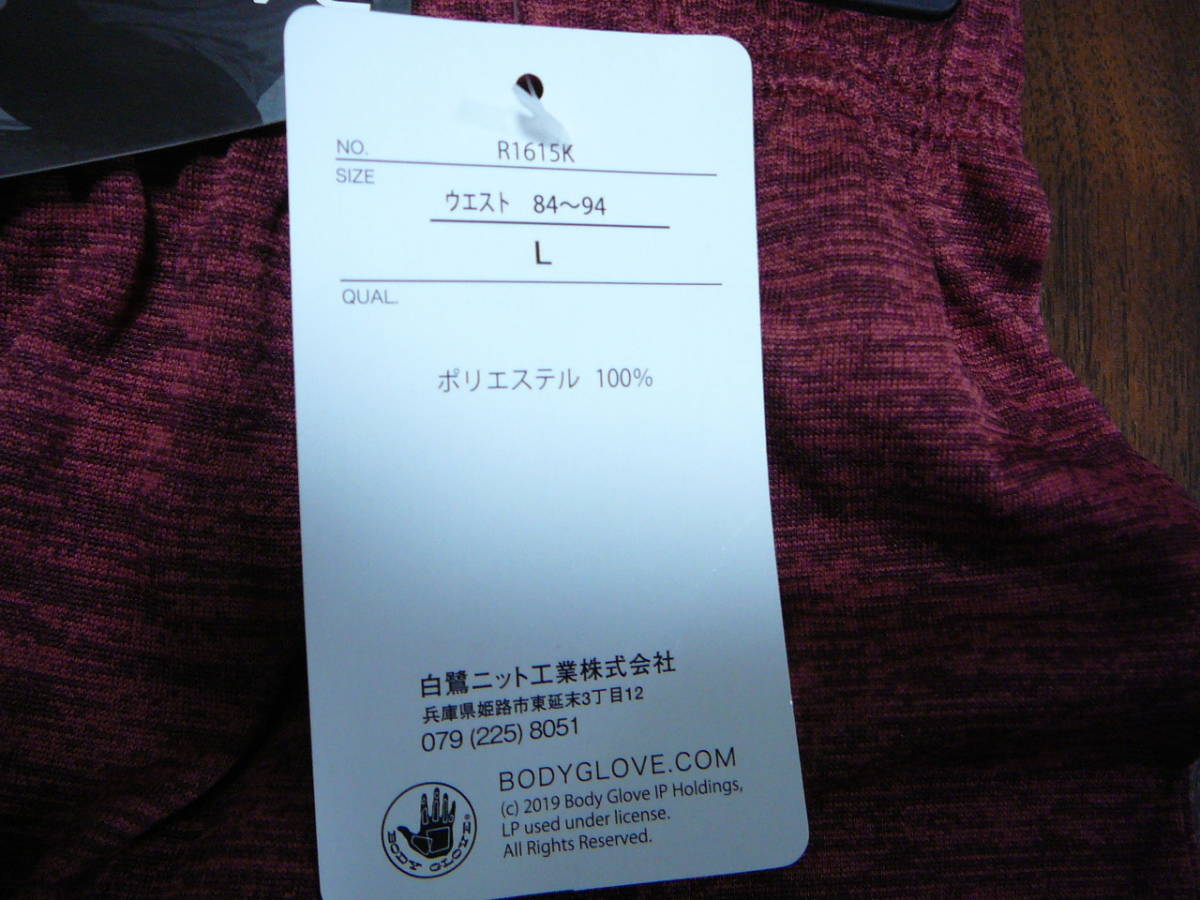 NO.
R1615K
SIZE
ウエスト 84～94
L
QUAL.
ポリエステル 100%
白鷺ニット工業株式会社
兵庫県姫路市東延末3丁目12
079 (225) 8051
BODYGLOVE.COM
(c) 2019 Body Glove IP Holdings,
LP used under license.
All Rights Reserved.
BODY GLOVE®